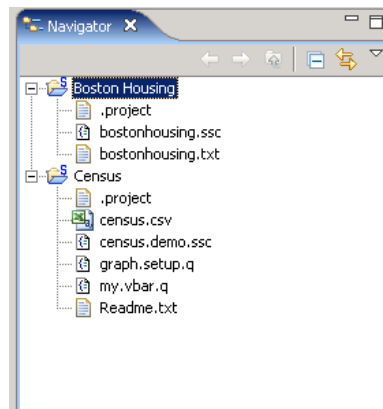 Navigator
Boston Housing
.project
bostonhousing.ssc
bostonhousing.txt
Census
.project
census.csv
census.demo.ssc
graph.setup.q
my.vbar.q
Readme.txt